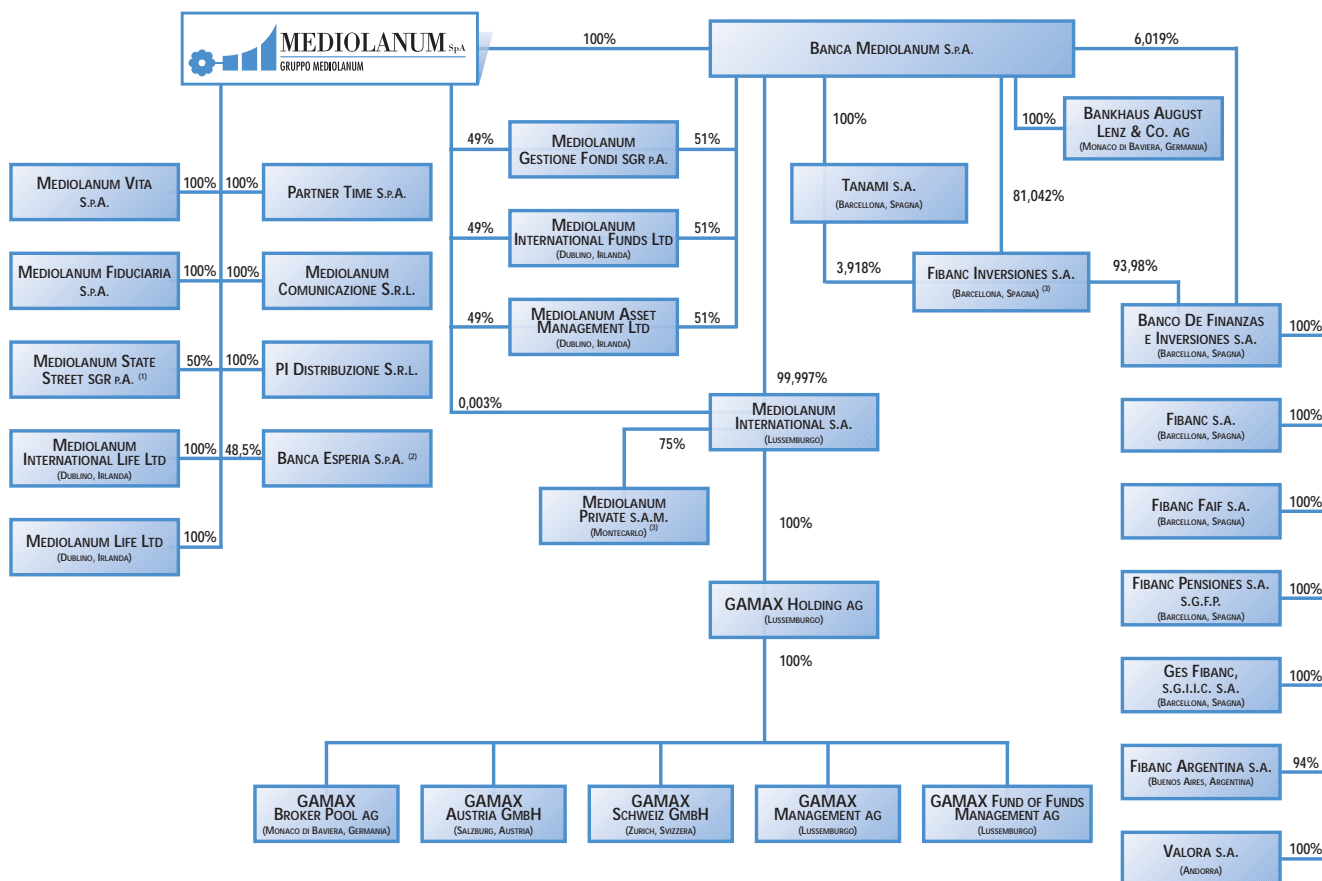 MEDIOLANUM SpA
GRUPPO MEDIOLANUM
100%
BANCA MEDIOLANUM S.P.A.
6,019%
100%
100%
BANKHAUS AUGUST
LENZ & CO. AG
(MONACO DI BAVIERA, GERMANIA)
49%
MEDIOLANUM
GESTIONE FONDI SGR P.A.
51%
MEDIOLANUM VITA
S.P.A.
100%
100%
PARTNER TIME S.P.A.
TANAMI S.A.
(BARCELLONA, SPAGNA)
81,042%
49%
MEDIOLANUM
INTERNATIONAL FUNDS LTD
(DUBLINO, IRLANDA)
51%
MEDIOLANUM FIDUCIARIA
S.P.A.
100%
100%
MEDIOLANUM
COMUNICAZIONE S.R.L.
3,918%
FIBANC INVERSIONES S.A.
(BARCELLONA, SPAGNA) (3)
93,98%
49%
MEDIOLANUM ASSET
MANAGEMENT LTD
(DUBLINO, IRLANDA)
51%
BANCO DE FINANZAS
E INVERSIONES S.A.
(BARCELLONA, SPAGNA)
100%
MEDIOLANUM STATE
STREET SGR P.A. (1)
50%
100%
PI DISTRIBUZIONE S.R.L.
99,997%
0,003%
MEDIOLANUM
INTERNATIONAL S.A.
(LUSSEMBURGO)
FIBANC S.A.
(BARCELLONA, SPAGNA)
100%
MEDIOLANUM
INTERNATIONAL LIFE LTD
(DUBLINO, IRLANDA)
100%
48,5%
BANCA ESPERIA S.P.A. (2)
75%
MEDIOLANUM
PRIVATE S.A.M.
(MONTECARLO) (3)
FIBANC FAIF S.A.
(BARCELLONA, SPAGNA)
100%
MEDIOLANUM LIFE LTD
(DUBLINO, IRLANDA)
100%
100%
GAMAX HOLDING AG
(LUSSEMBURGO)
FIBANC PENSIONES S.A.
S.G.F.P.
(BARCELLONA, SPAGNA)
100%
100%
GES FIBANC,
S.G.I.I.C. S.A.
(BARCELLONA, SPAGNA)
100%
FIBANC ARGENTINA S.A.
(BUENOS AIRES, ARGENTINA)
94%
GAMAX
BROKER POOL AG
(MONACO DI BAVIERA, GERMANIA)
GAMAX
AUSTRIA GMBH
(SALZBURG, AUSTRIA)
GAMAX
SCHWEIZ GMBH
(ZURICH, SVIZZERA)
GAMAX
MANAGEMENT AG
(LUSSEMBURGO)
GAMAX FUND OF FUNDS
MANAGEMENT AG
(LUSSEMBURGO)
VALORA S.A.
(ANDORRA)
100%